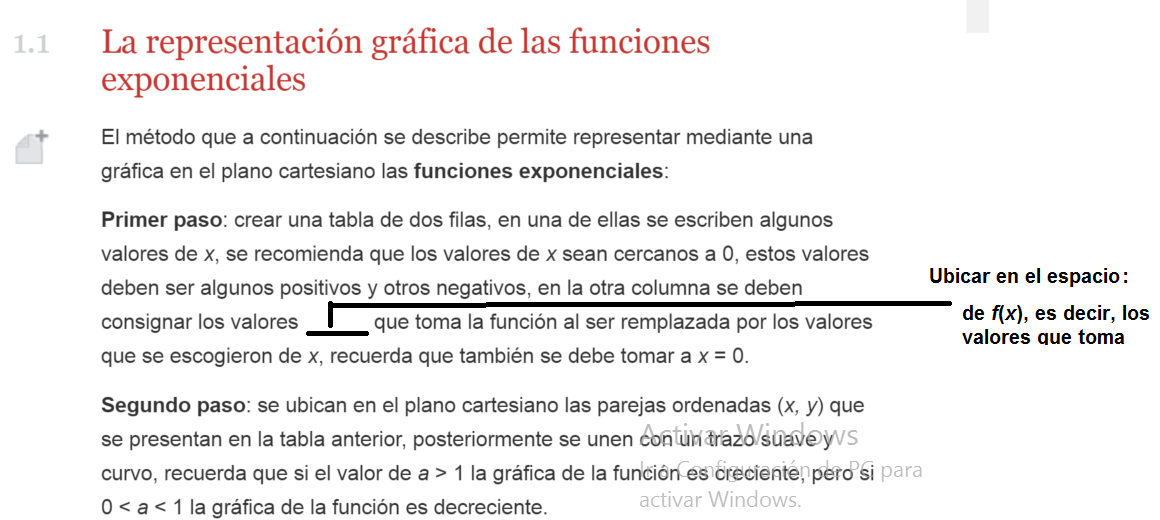 1.1 La representación gráfica de las funciones
exponenciales
El método que a continuación se describe permite representar mediante una
gráfica en el plano cartesiano las funciones exponenciales:
Primer paso: crear una tabla de dos filas, en una de ellas se escriben algunos
valores de x, se recomienda que los valores de x sean cercanos a 0, estos valores
deben ser algunos positivos y otros negativos, en la otra columna se deben
consignar los valores ____ que toma la función al ser remplazada por los valores
que se escogieron de x, recuerda que también se debe tomar a x = 0.
Ubicar en el espacio:
de f(x), es decir, los
valores que toma
Segundo paso: se ubican en el plano cartesiano las parejas ordenadas (x, y) que
se presentan en la tabla anterior, posteriormente se unen con un trazo suave y
curvo, recuerda que si el valor de a > 1 la gráfica de la función es creciente, pero si
0 < a < 1 la gráfica de la función es decreciente.
Activar Windows
Ir a Configuración de PC para
activar Windows.